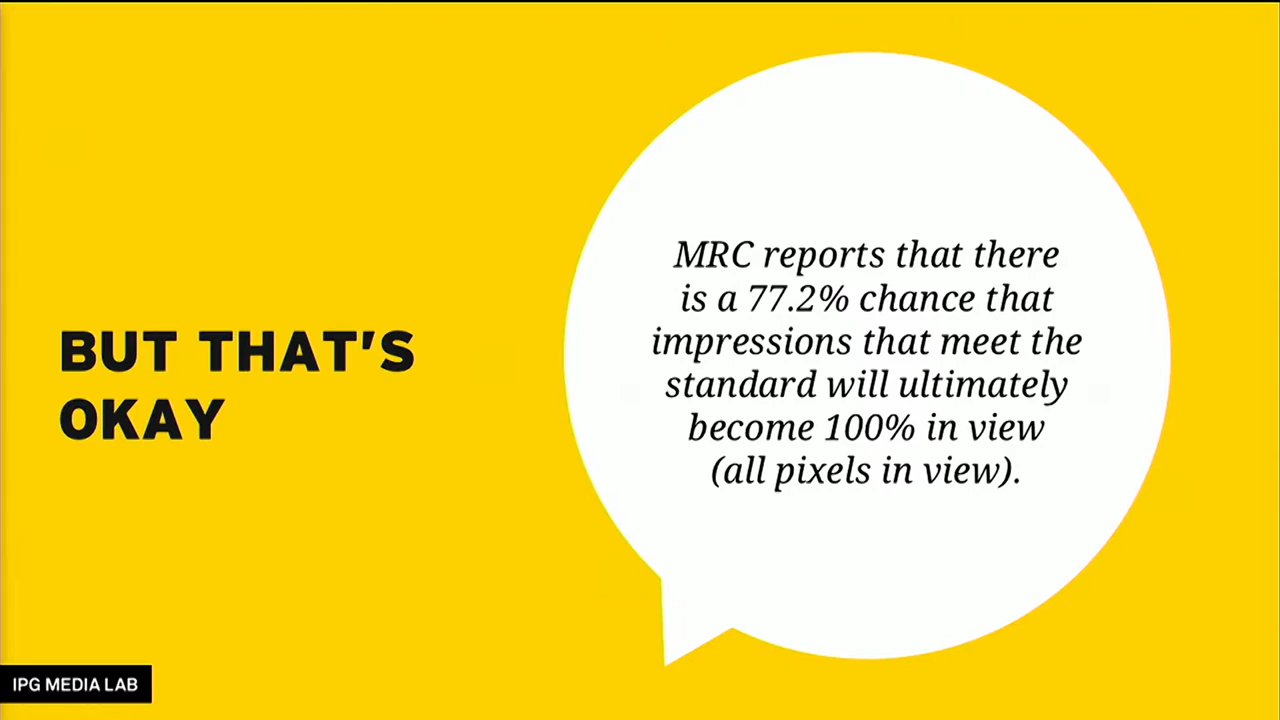 BUT THAT'S
OKAY
MRC reports that there
is a 77.2% chance that
impressions that meet the
standard will ultimately
become 100% in view
(all pixels in view).
IPG MEDIA LAB